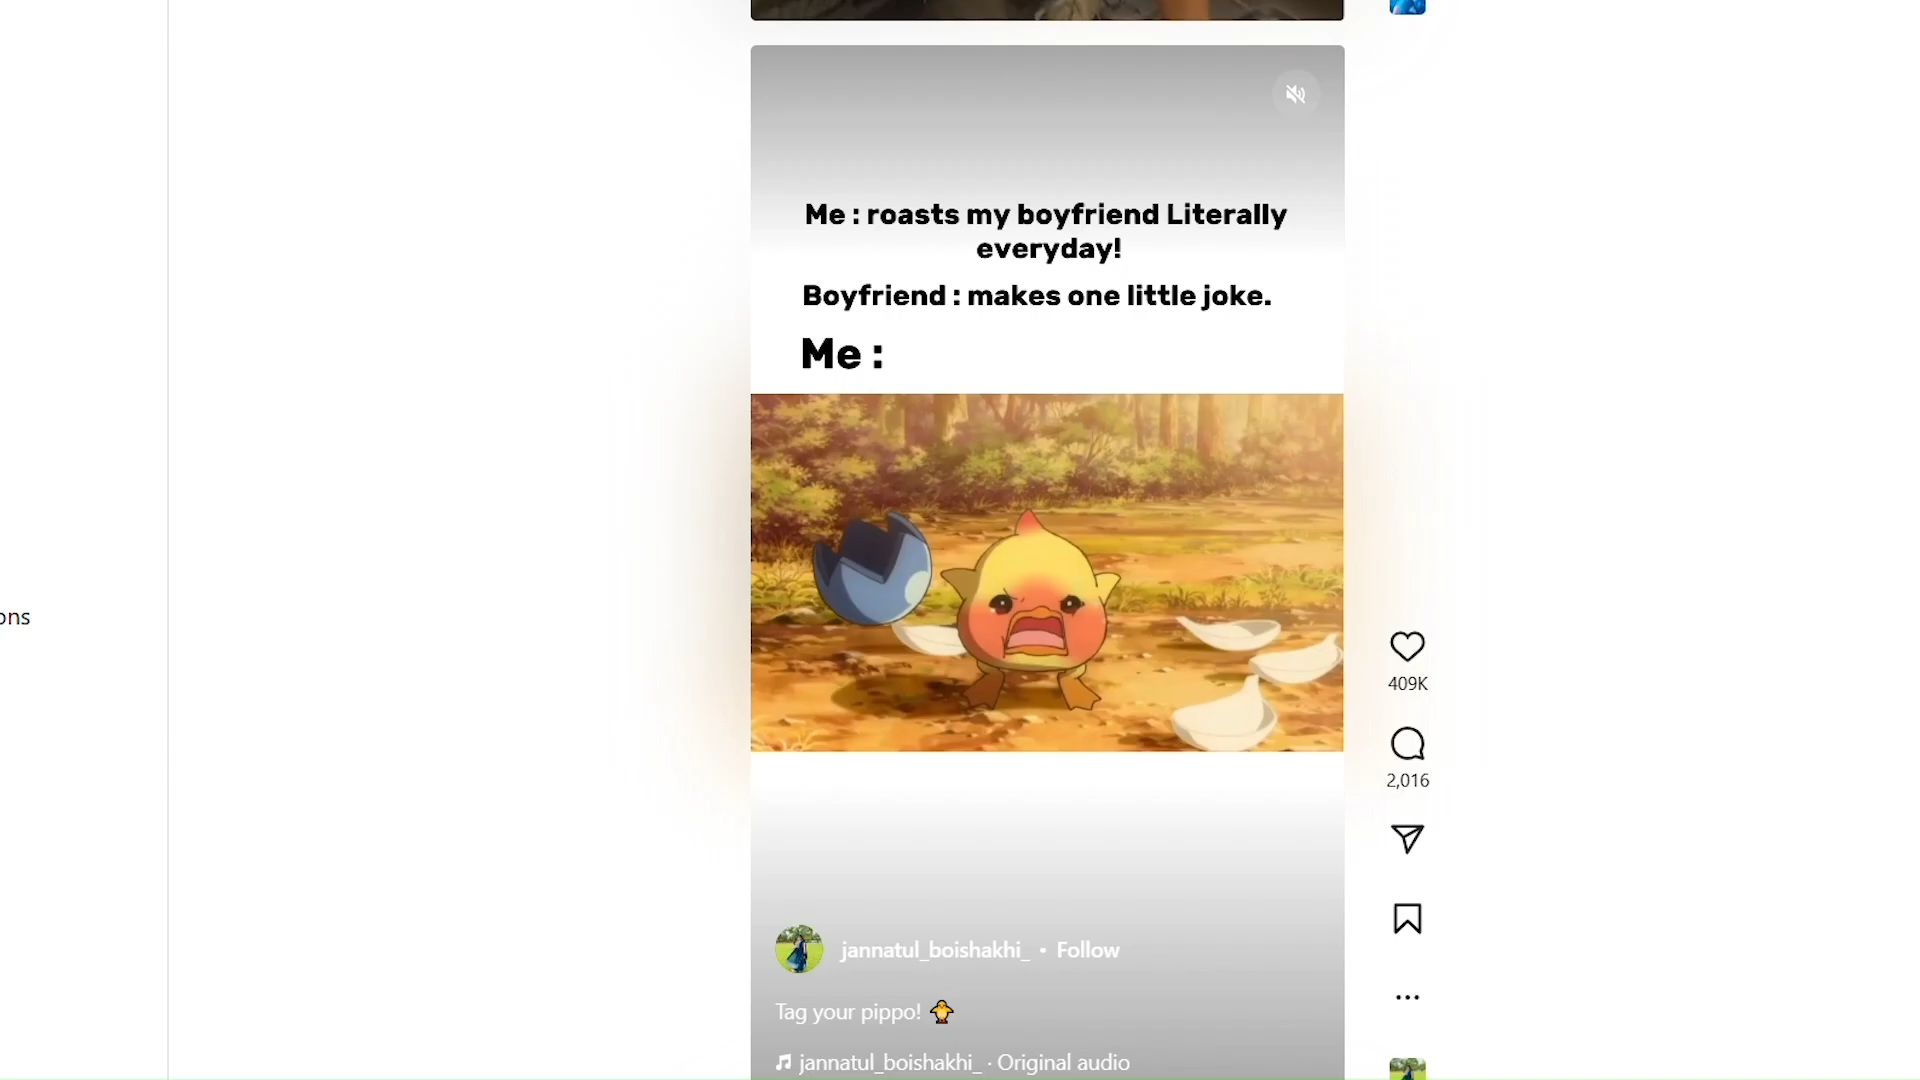 Me : roasts my boyfriend Literally
everyday!
Boyfriend : makes one little joke.
Me :
ons
409K
2,016
jannatul_boishakhi_ • Follow
Tag your pippo! 🐥
jannatul_boishakhi_ · Original audio